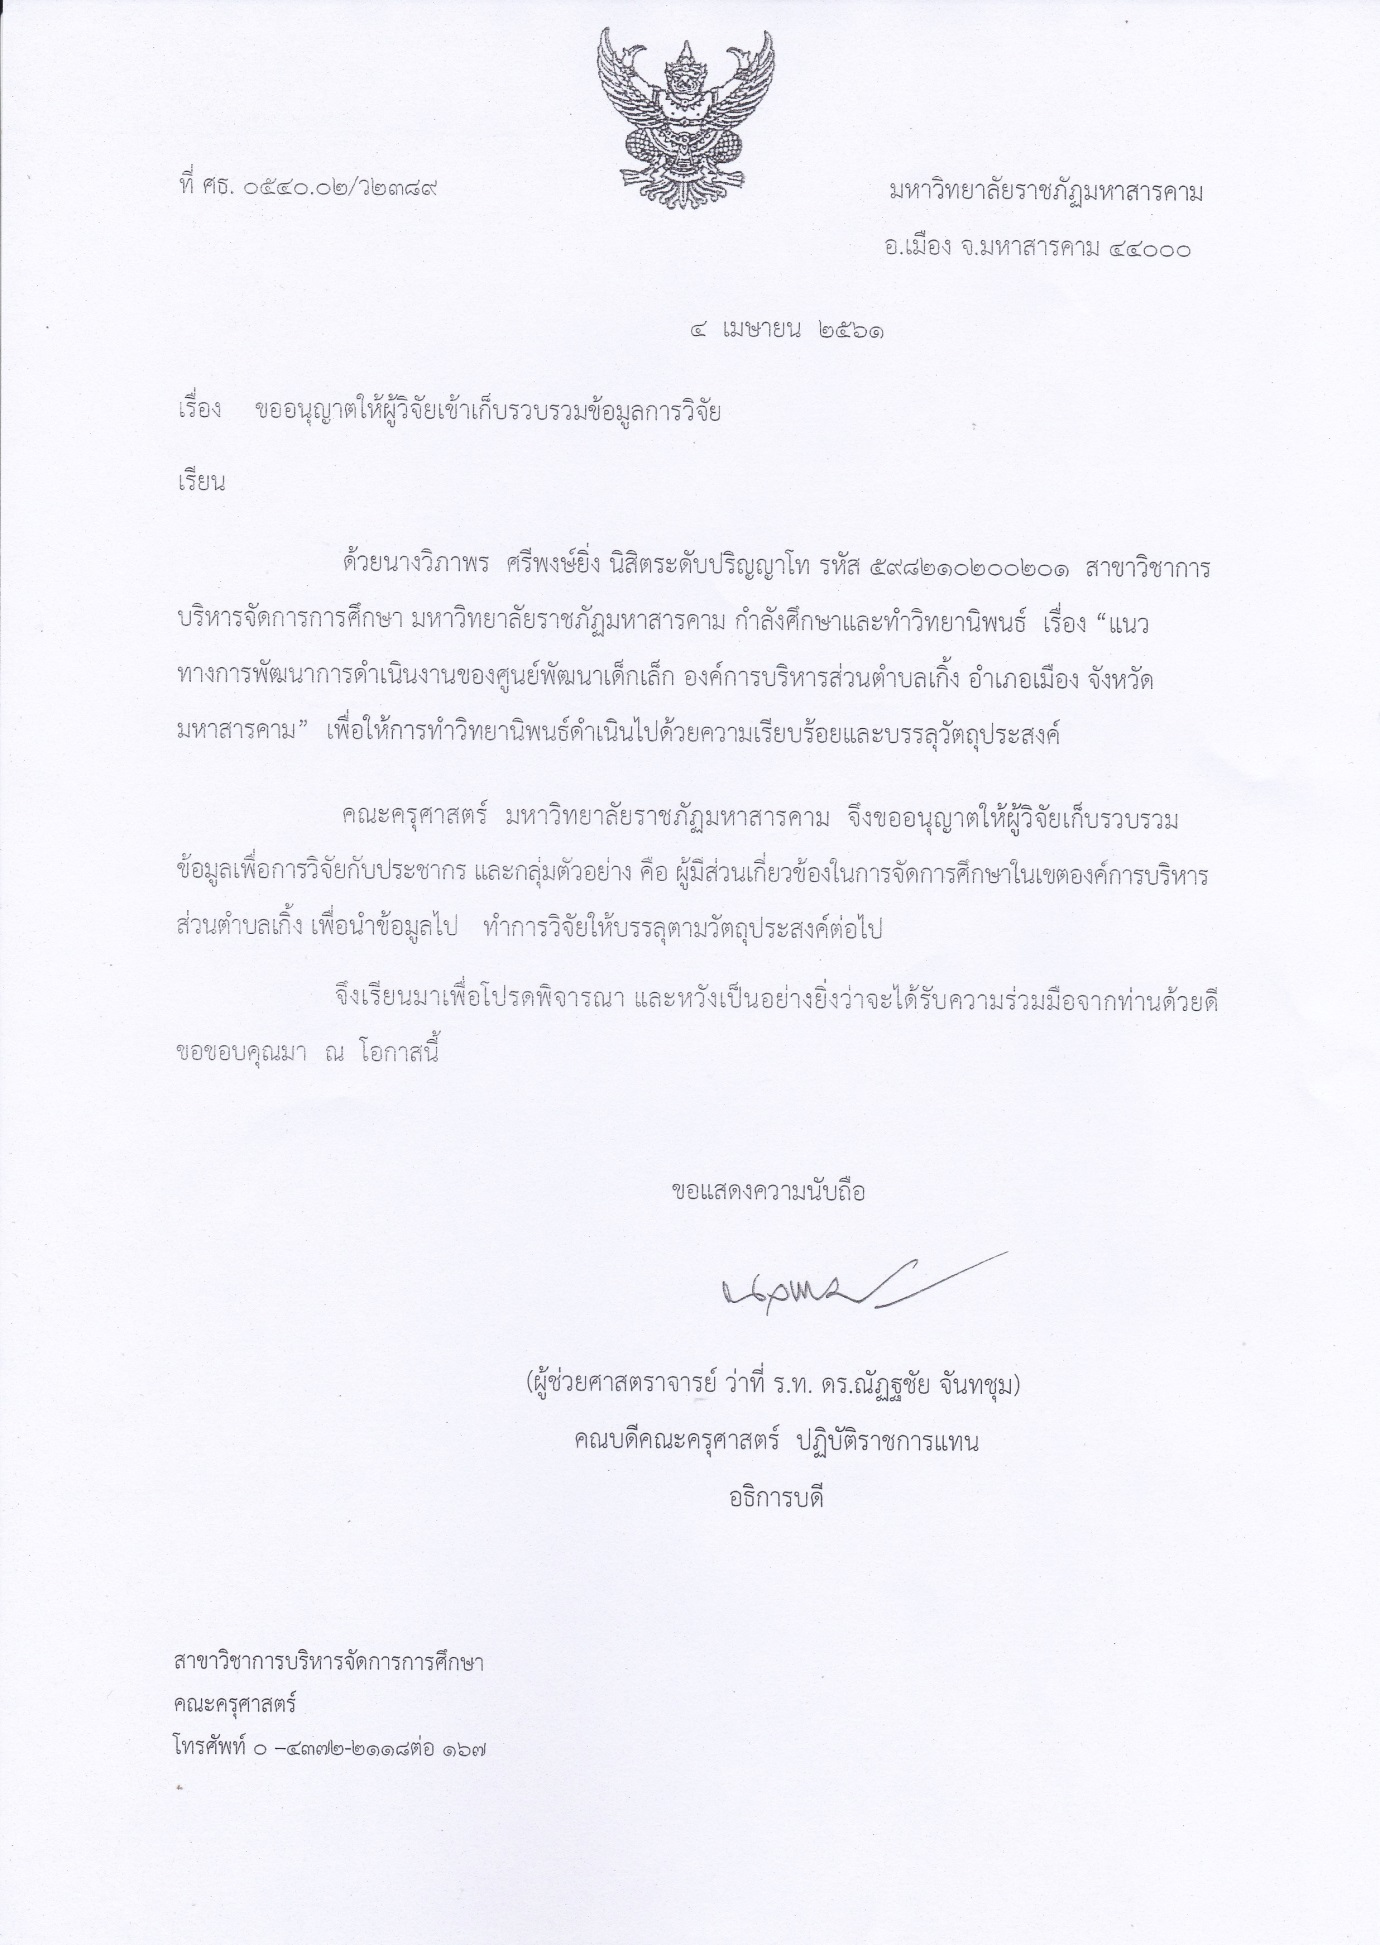 ที่ ศธ. ๐๕๔๐.๐๒/ว๒๓๘๙
มหาวิทยาลัยราชภัฏมหาสารคาม
อ.เมือง จ.มหาสารคาม ๔๔๐๐๐
๔ เมษายน ๒๕๖๑
เรื่อง ขออนุญาตให้ผู้วิจัยเข้าเก็บรวบรวมข้อมูลการวิจัย
เรียน
ด้วยนางวิภาพร ศรีพงษ์ยิ่ง นิสิตระดับปริญญาโท รหัส ๕๙๘๒๑๐๒๐๐๒๐๑ สาขาวิชาการ
บริหารจัดการการศึกษา มหาวิทยาลัยราชภัฏมหาสารคาม กำลังศึกษาและทำวิทยานิพนธ์ เรื่อง “แนว
ทางการพัฒนาการดำเนินงานของศูนย์พัฒนาเด็กเล็ก องค์การบริหารส่วนตำบลเกิ้ง อำเภอเมือง จังหวัด
มหาสารคาม” เพื่อให้การทำวิทยานิพนธ์ดำเนินไปด้วยความเรียบร้อยและบรรลุวัตถุประสงค์
คณะครุศาสตร์ มหาวิทยาลัยราชภัฏมหาสารคาม จึงขออนุญาตให้ผู้วิจัยเก็บรวบรวม
ข้อมูลเพื่อการวิจัยกับประชากร และกลุ่มตัวอย่าง คือ ผู้มีส่วนเกี่ยวข้องในการจัดการศึกษาในเขตองค์การบริหาร
ส่วนตำบลเกิ้ง เพื่อนำข้อมูลไป ทำการวิจัยให้บรรลุตามวัตถุประสงค์ต่อไป
จึงเรียนมาเพื่อโปรดพิจารณา และหวังเป็นอย่างยิ่งว่าจะได้รับความร่วมมือจากท่านด้วยดี
ขอขอบคุณมา ณ โอกาสนี้
ขอแสดงความนับถือ
(ผู้ช่วยศาสตราจารย์ ว่าที่ ร.ท. ดร.ณัฏฐชัย จันทชุม)
คณบดีคณะครุศาสตร์ ปฏิบัติราชการแทน
อธิการบดี
สาขาวิชาการบริหารจัดการการศึกษา
คณะครุศาสตร์
โทรศัพท์ ๐ –๔๓๗๒-๒๑๑๘ต่อ ๑๖๗